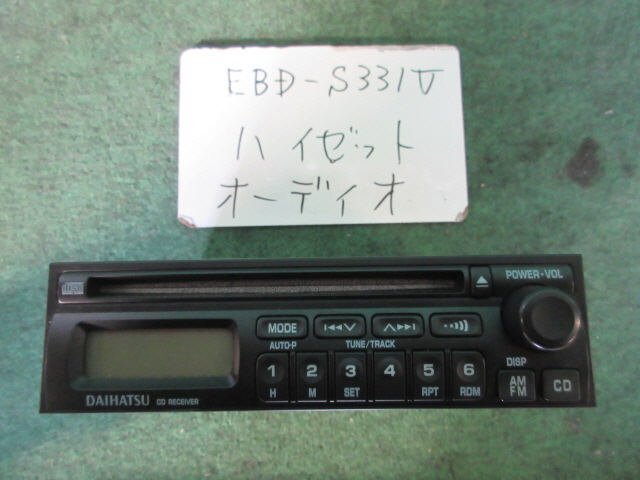 EBD-S331V
ハイゼット
オーディオ
POWER・VOL
MODE
AUTO-P
TUNE/TRACK
DISP
1 2 3 4 5 6
H M SET RPT RDM
AM
FM
CD
DAIHATSU CD RECEIVER